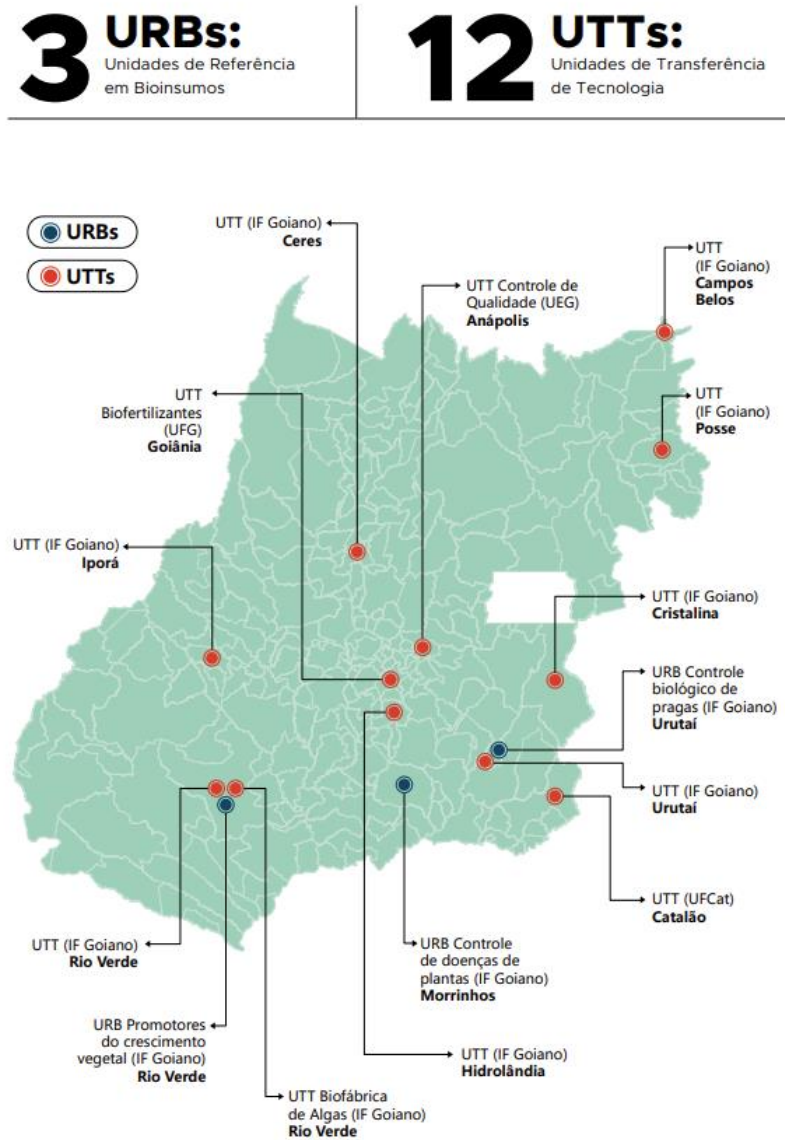 3 URBs:
Unidades de Referência
em Bioinsumos
12 UTTs:
Unidades de Transferência
de Tecnologia
URBs
UTTs
UTT (IF Goiano)
Ceres
UTT Controle de
Qualidade (UEG)
Anápolis
UTT
(IF Goiano)
Campos
Belos
UTT
Biofertilizantes
(UFG)
Goiânia
UTT
(IF Goiano)
Posse
UTT (IF Goiano)
Iporá
UTT (IF Goiano)
Cristalina
URB Controle
biológico de
pragas (IF Goiano)
Urutaí
UTT (IF Goiano)
Urutaí
UTT (UFCat)
Catalão
UTT (IF Goiano)
Rio Verde
URB Controle
de doenças de
plantas (IF Goiano)
Morrinhos
URB Promotores
do crescimento
vegetal (IF Goiano)
Rio Verde
UTT (IF Goiano)
Hidrolândia
UTT Biofábrica
de Algas (IF Goiano)
Rio Verde